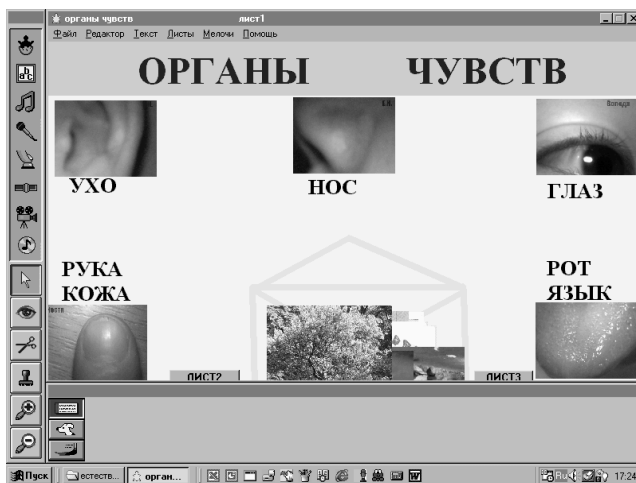 органы чувств лист1
Файл Редактор Текст Листы Мелочи Помощь
ОРГАНЫ ЧУВСТВ
УХО
НОС
ГЛАЗ
РУКА
КОЖА
РОТ
ЯЗЫК
ЛИСТ2
ЛИСТ3
Пуск естеств... орган... 17:24